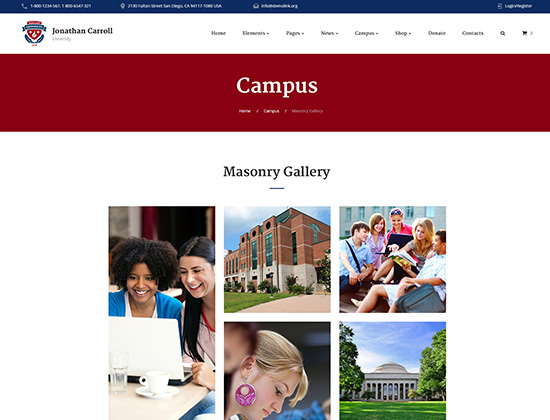 1-800-1234-567, 1-800-6547-321
2130 Fulton Street San Diego, CA 94117-1080 USA
info@demolink.org
Login/Register
Jonathan Carroll
University
Home Elements Pages News Campus Shop Donate Contacts
Campus
Home / Campus / Masonry Gallery
Masonry Gallery